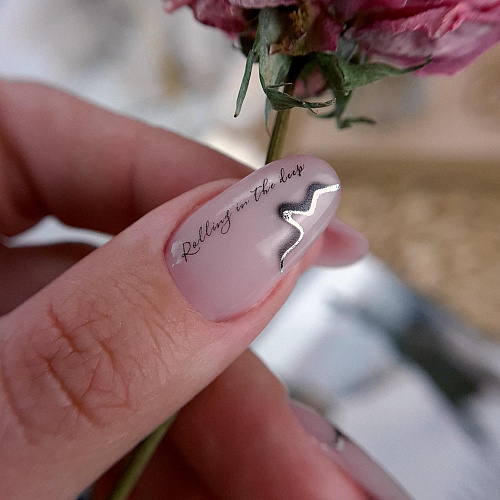 Rolling in the deep